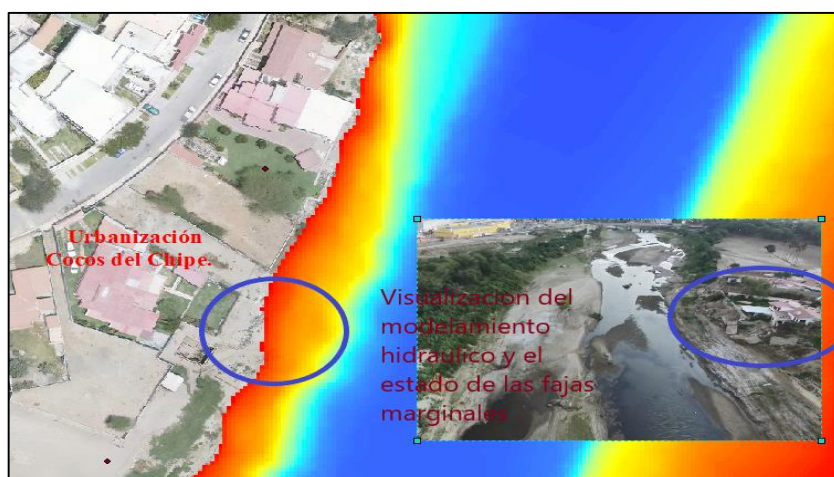 Urbanización
Cocos del Chipe.
Visualizacion del
modelamiento
hidraulico y el
estado de las fajas
marginales